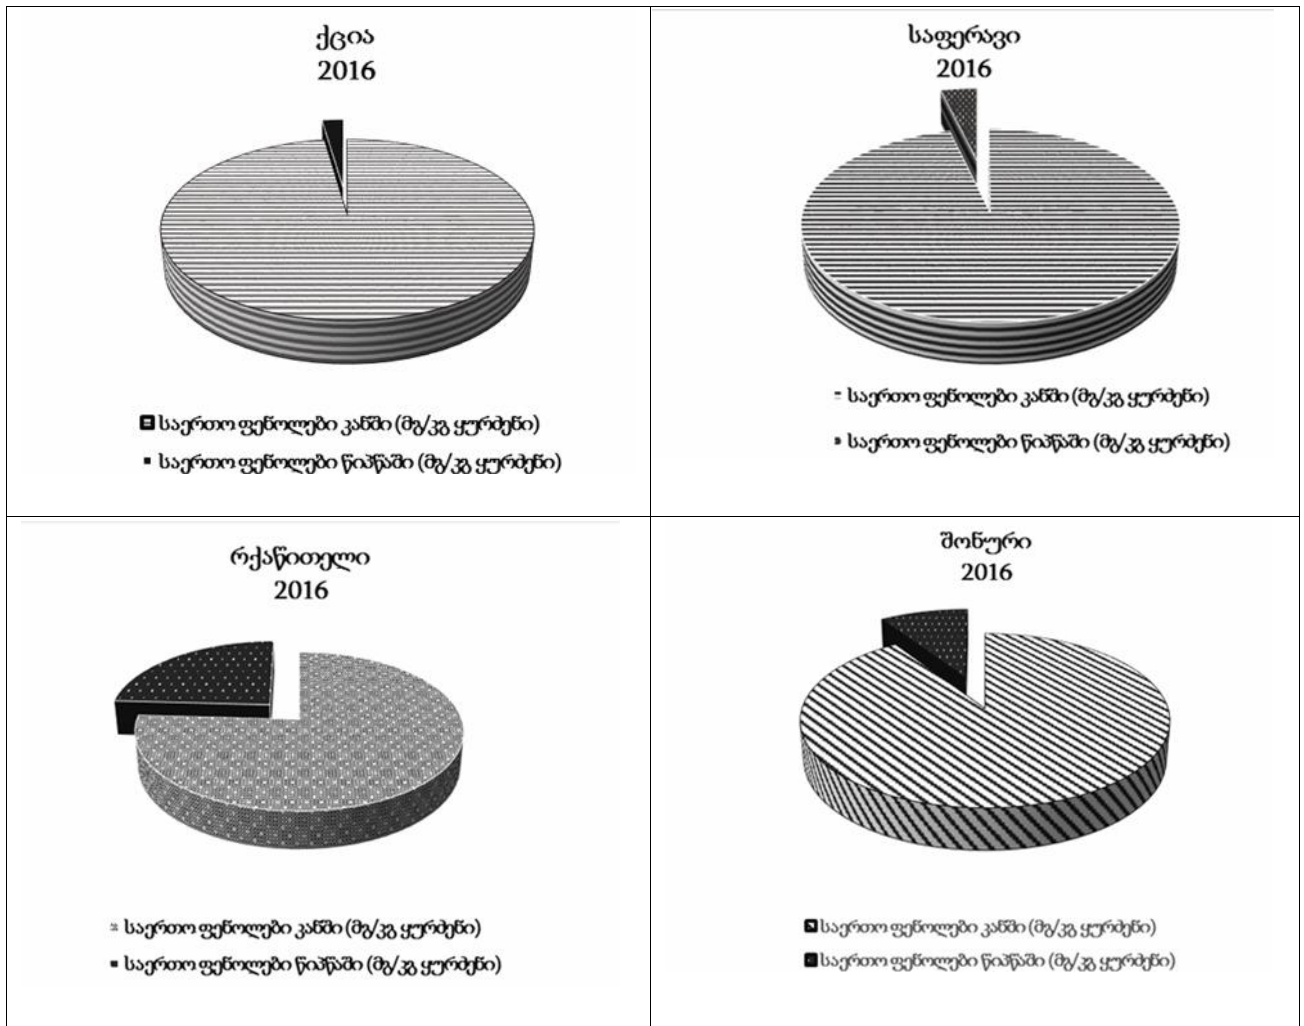 ქცია
2016
საერთო ფენოლები კანში (მგ/კგ ყურძენი)
საერთო ფენოლები წიპწაში (მგ/კგ ყურძენი)
საფერავი
2016
საერთო ფენოლები კანში (მგ/კგ ყურძენი)
საერთო ფენოლები წიპწაში (მგ/კგ ყურძენი)
რქაწითელი
2016
საერთო ფენოლები კანში (მგ/კგ ყურძენი)
საერთო ფენოლები წიპწაში (მგ/კგ ყურძენი)
შონური
2016
საერთო ფენოლები კანში (მგ/კგ ყურძენი)
საერთო ფენოლები წიპწაში (მგ/კგ ყურძენი)